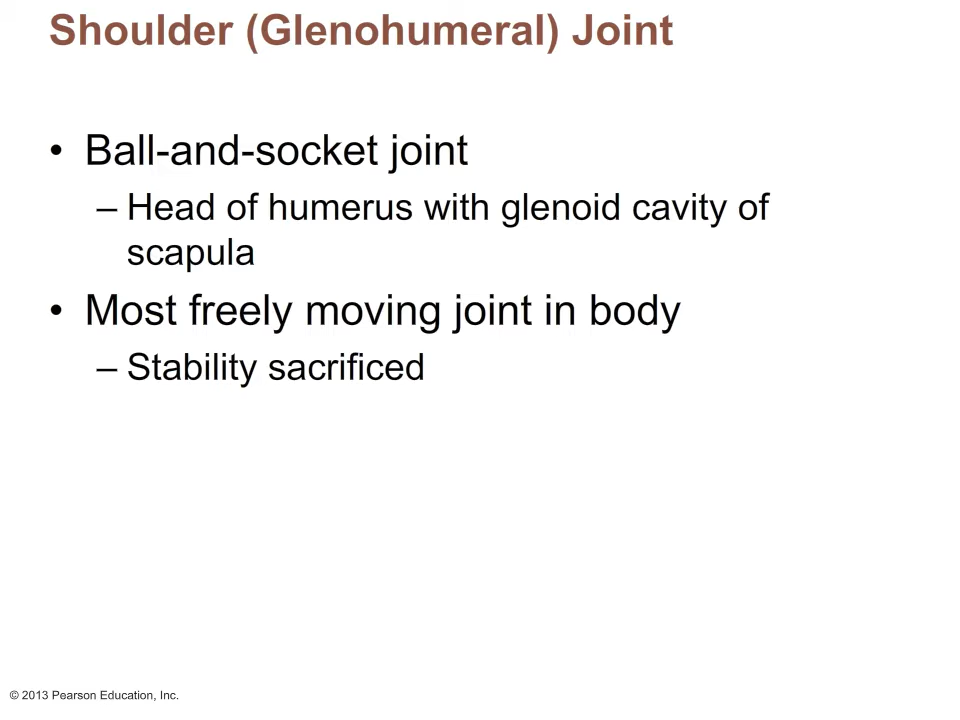 Shoulder (Glenohumeral) Joint
• Ball-and-socket joint
– Head of humerus with glenoid cavity of
scapula
• Most freely moving joint in body
– Stability sacrificed
© 2013 Pearson Education, Inc.